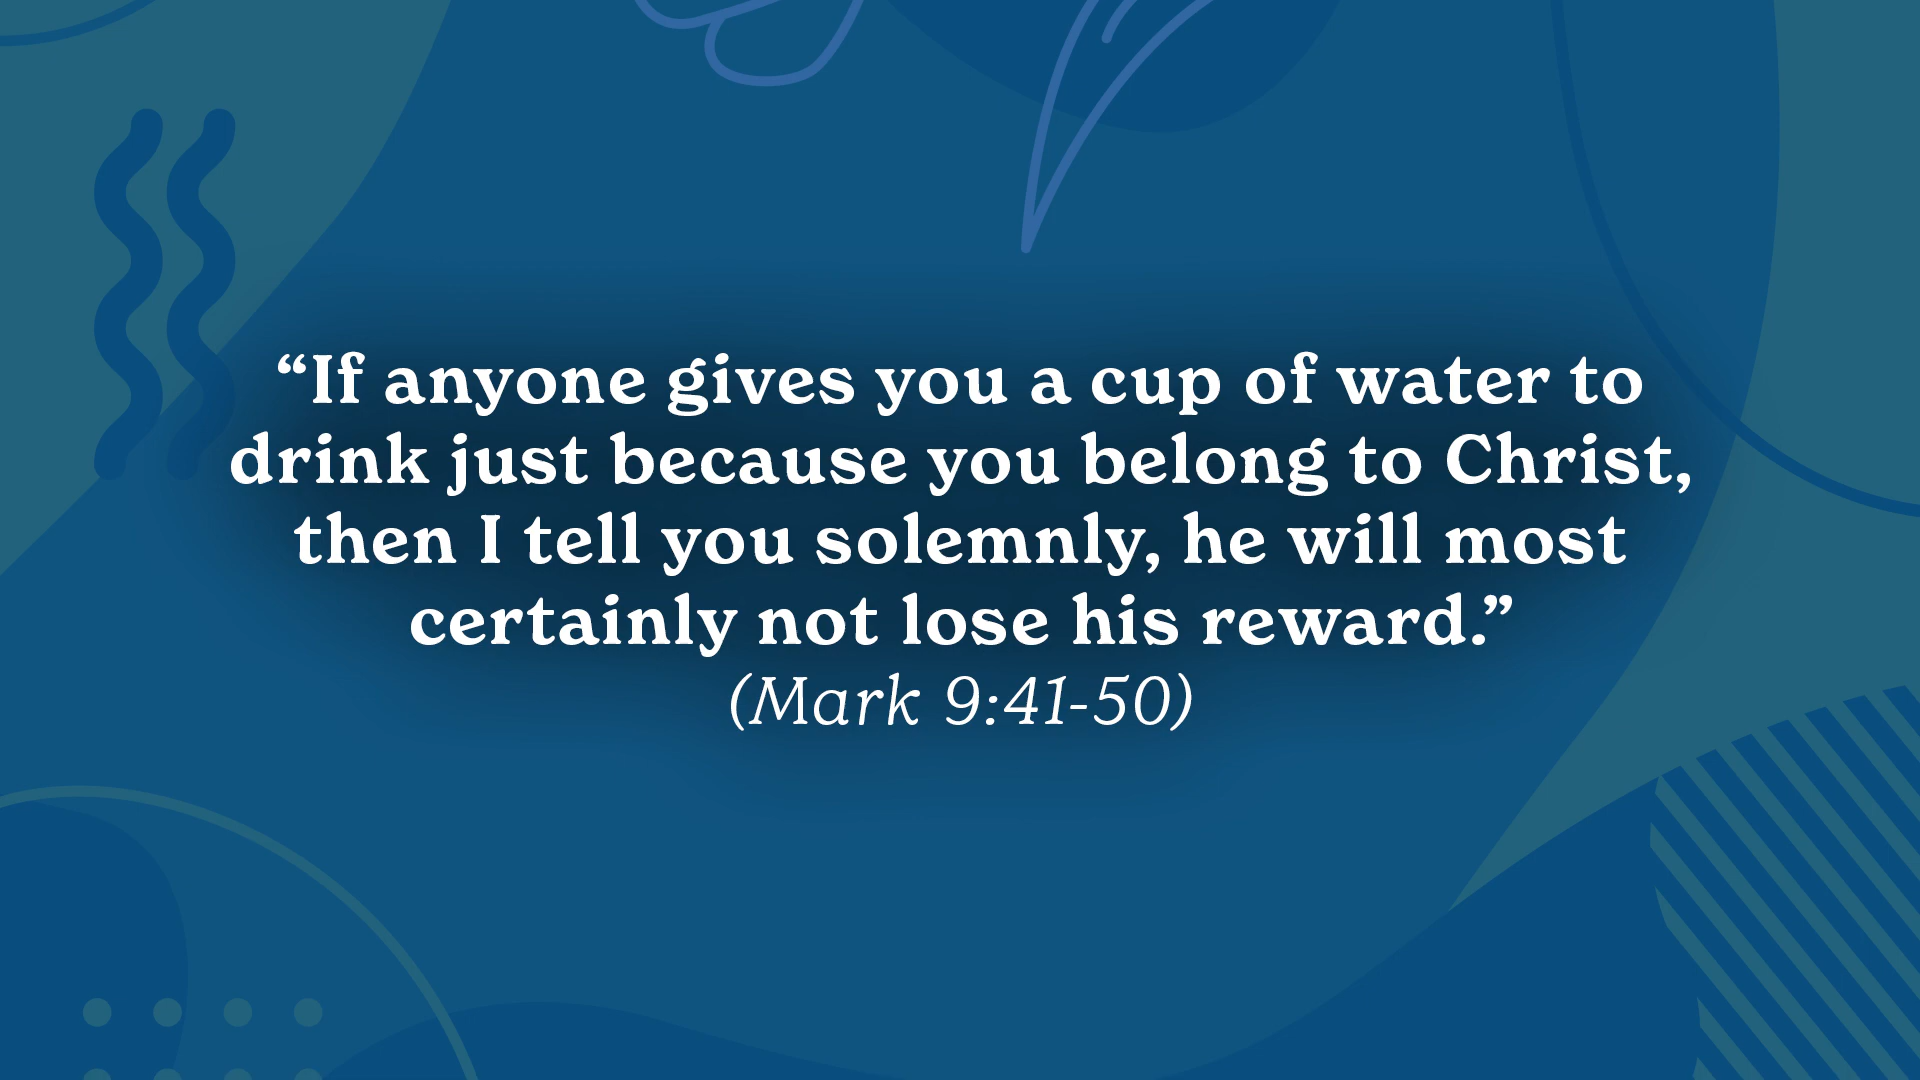 “If anyone gives you a cup of water to
drink just because you belong to Christ,
then I tell you solemnly, he will most
certainly not lose his reward.”
(Mark 9:41-50)